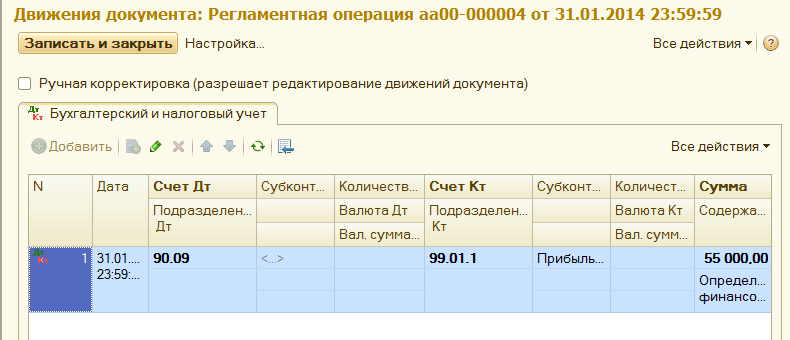 Движения документа: Регламентная операция аа00-000004 от 31.01.2014 23:59:59
Записать и закрыть Настройка... Все действия ?
Ручная корректировка (разрешает редактирование движений документа)
Дт Кт Бухгалтерский и налоговый учет
Добавить Все действия
N Дата Счет Дт Субконт... Количеств... Счет Кт Субконт... Количест... Сумма
Подразделен... Дт Валюта Дт Подразделен... Кт Валюта Кт Содержа...
Вал. сумма... Вал. сумм...
Дт Кт 1 31.01.... 90.09 <...> 99.01.1 Прибыль... 55 000,00
23:59:... Определ...
финансо...